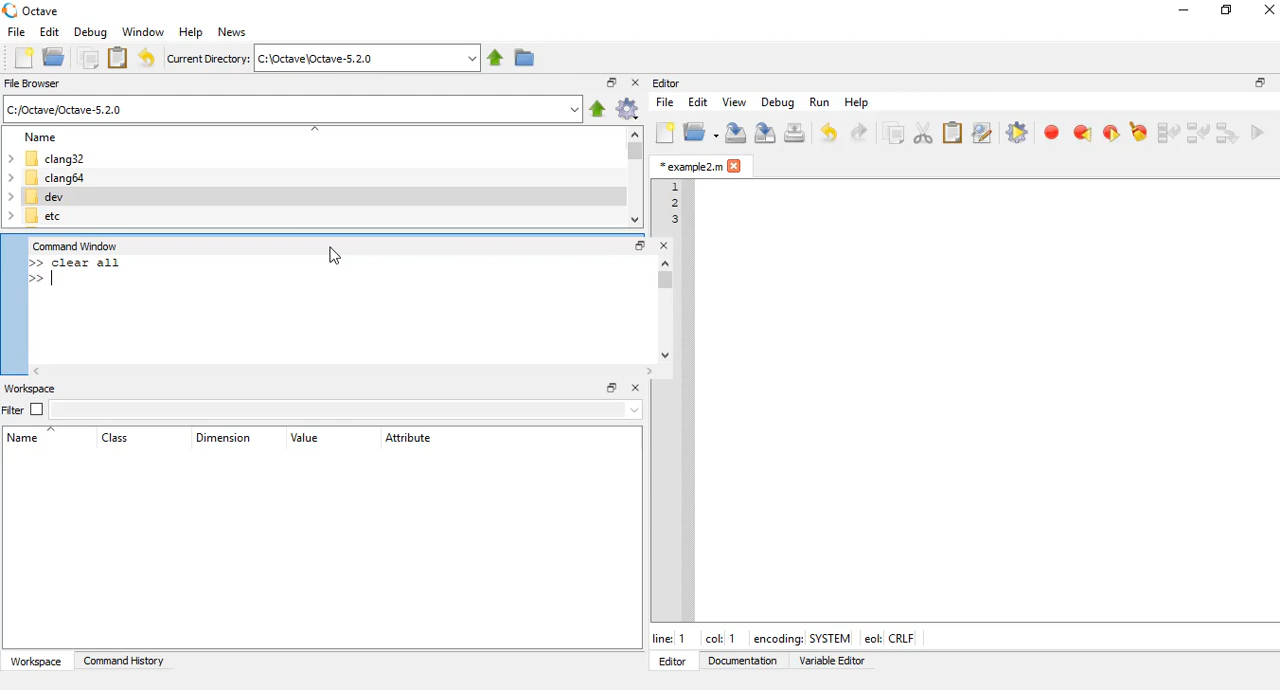 Octave
File Edit Debug Window Help News
Current Directory: C:\Octave\Octave-5.2.0
File Browser
C:/Octave/Octave-5.2.0
Name
clang32
clang64
dev
etc
Command Window
>> clear all
>>
Workspace
Filter
Name Class Dimension Value Attribute
Workspace Command History
Editor
File Edit View Debug Run Help
* example2.m
1
2
3
line: 1 col: 1 encoding: SYSTEM eol: CRLF
Editor Documentation Variable Editor